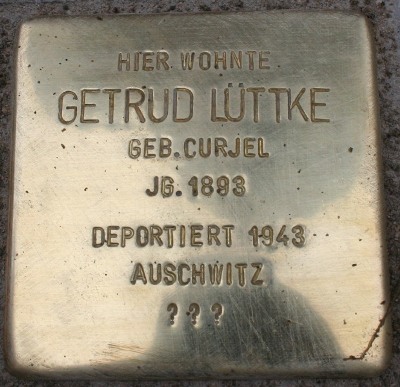 HIER WOHNTE
GETRUD LÜTTKE
GEB. CURJEL
JG. 1893
DEPORTIERT 1943
AUSCHWITZ
???